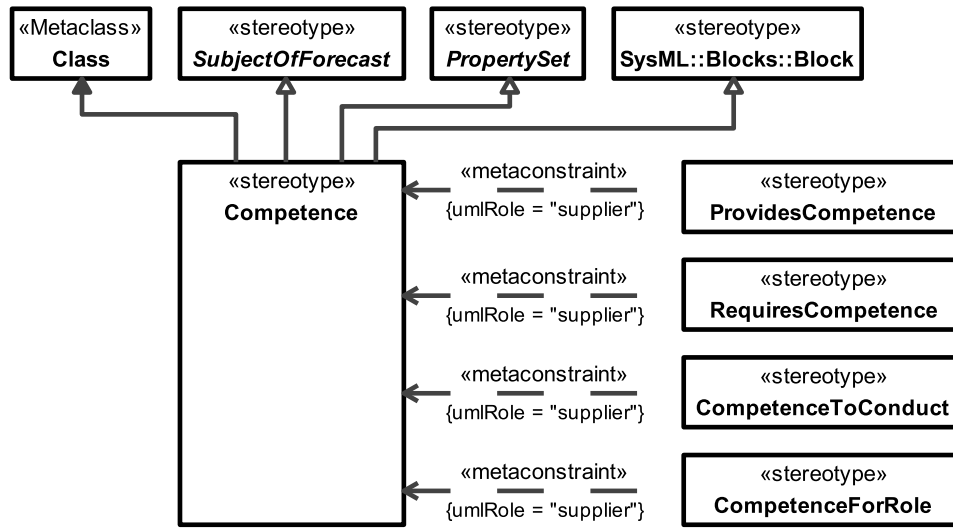 «Metaclass»
Class
«stereotype»
SubjectOfForecast
«stereotype»
PropertySet
«stereotype»
SysML::Blocks::Block
«stereotype»
Competence
«metaconstraint»
{umlRole = "supplier"}
«stereotype»
ProvidesCompetence
«metaconstraint»
{umlRole = "supplier"}
«stereotype»
RequiresCompetence
«metaconstraint»
{umlRole = "supplier"}
«stereotype»
CompetenceToConduct
«metaconstraint»
{umlRole = "supplier"}
«stereotype»
CompetenceForRole